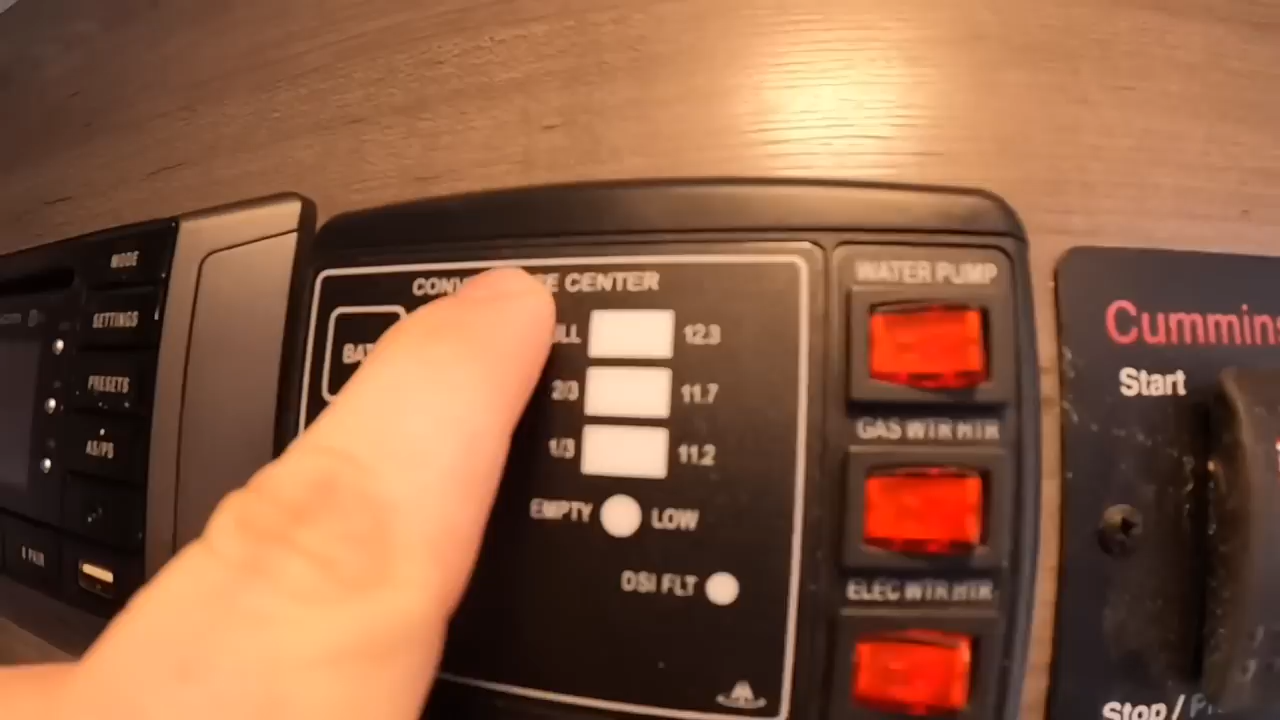 MODE
SETTINGS
PRESETS
AS/PS
CENTER
12.3
2/3 11.7
1/3 11.2
EMPTY LOW
DSI FLT
WATER PUMP
GAS WTR HTR
ELEC WTR HTR
Cummins
Start
Stop/